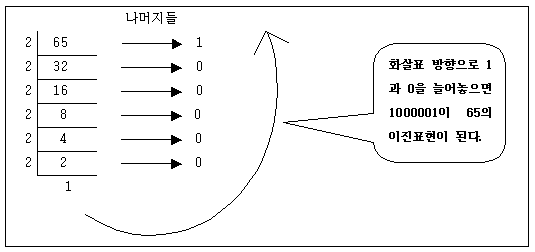 나머지들
2 65 1
2 32 0
2 16 0
2 8 0
2 4 0
2 2 0
1
화살표 방향으로 1
과 0을 늘어놓으면
1000001이 65의
이진표현이 된다.